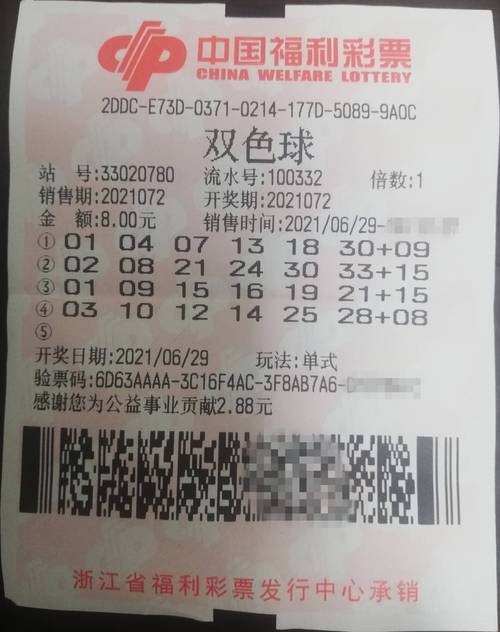 中国福利彩票
CHINA WELFARE LOTTERY
2DDC-E73D-0371-0214-177D-5089-9A0C
双色球
站 号:33020780 流水号:100332 倍数:1
销售期:2021072 开奖期:2021072
金 额:8.00元 销售时间:2021/06/29-
① 01 04 07 13 18 30+09
② 02 08 21 24 30 33+15
③ 01 09 15 16 19 21+15
④ 03 10 12 14 25 28+08
⑤
开奖日期:2021/06/29 玩法:单式
验票码:6D63AAAA-3C16F4AC-3F8AB7A6-
感谢您为公益事业贡献2.88元
浙江省福利彩票发行中心承销